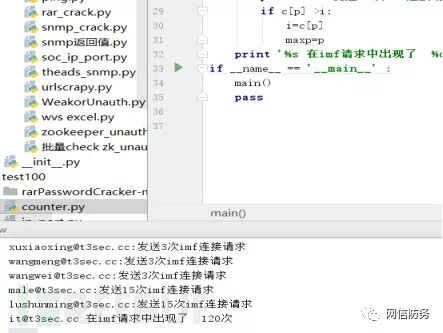 ping.py
rar_crack.py
snmp_crack.py
snmp返回值.py
soc_ip_port.py
theads_snmp.py
urlscrapy.py
WeakorUnauth.py
wvs excel.py
zookeeper_unauth
批量check zk_unaut
__init__.py
test100
rarPasswordCracker-m
counter.py
29 if c[p] >i:
30 i=c[p]
31 maxp=p
32 print '%s 在imf请求中出现了 %c
33 if __name__ == '__main__' :
34 main()
35 pass
36
37
main()
xuxiaoxing@t3sec.cc:发送3次imf连接请求
wangmeng@t3sec.cc:发送3次imf连接请求
wangwei@t3sec.cc:发送3次imf连接请求
male@t3sec.cc:发送15次imf连接请求
lushunming@t3sec.cc:发送15次imf连接请求
it@t3sec.cc 在imf请求中出现了 120次
网信防务